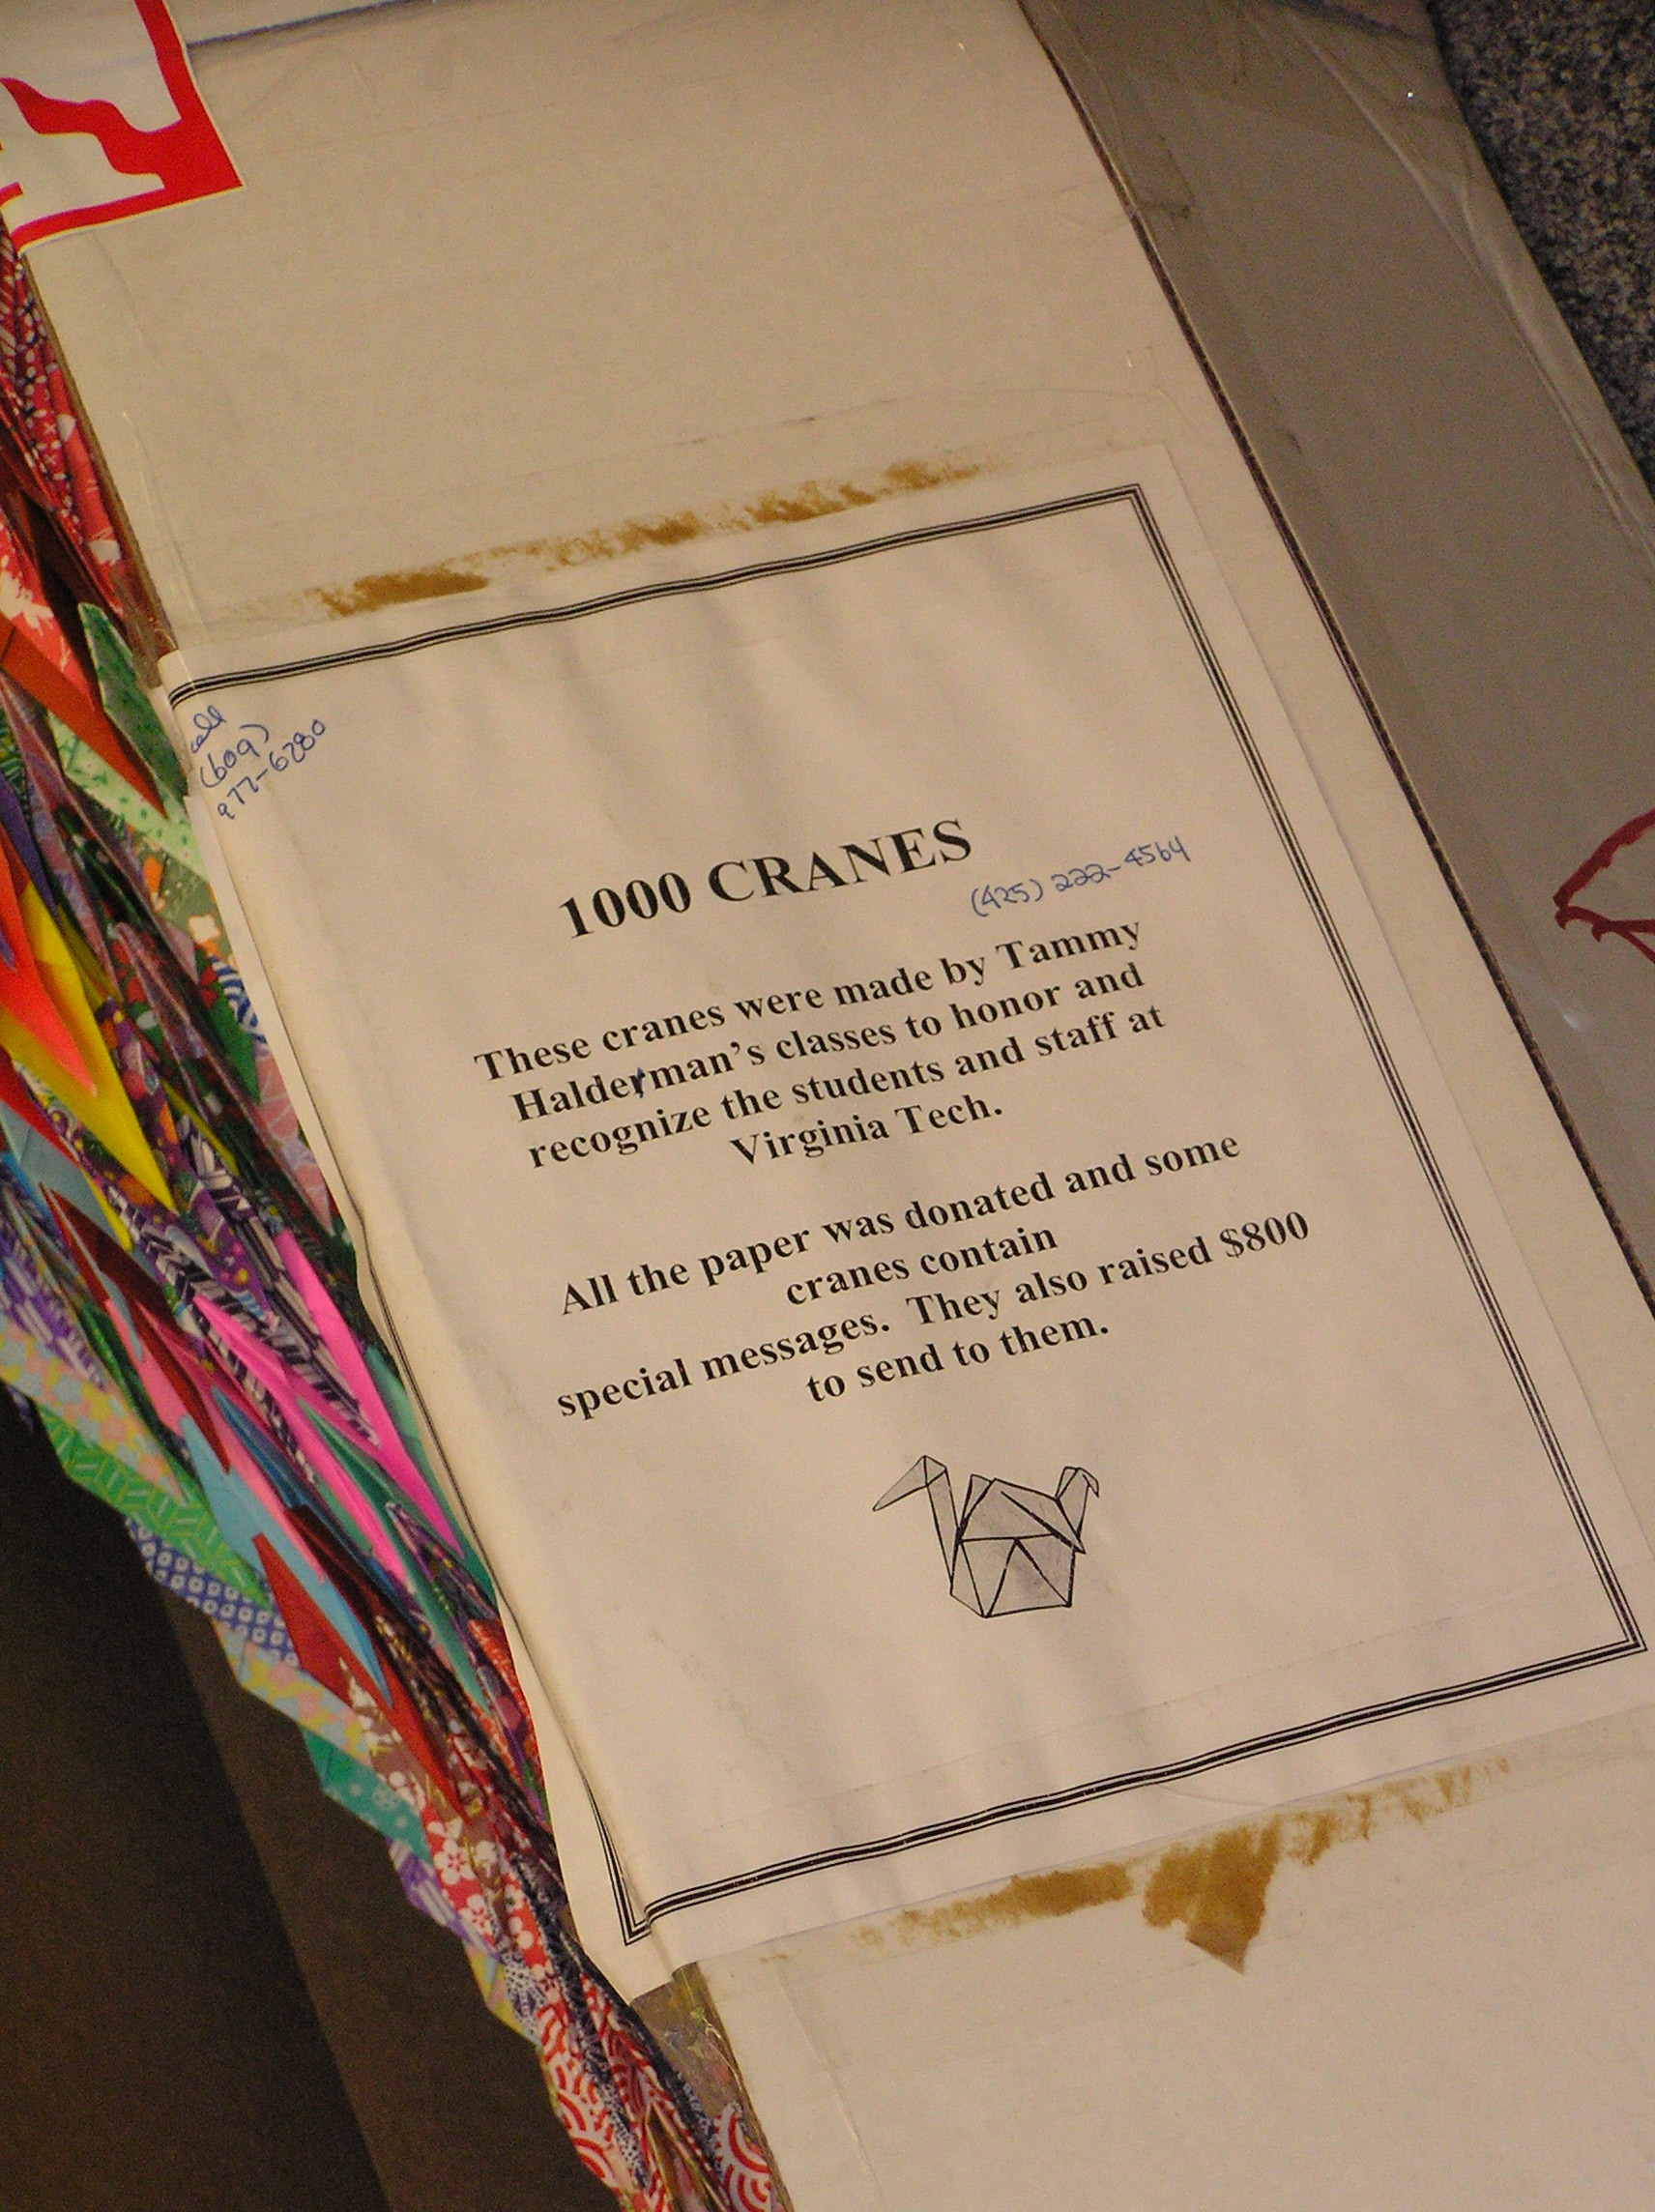 cell
(609)
977-6280
1000 CRANES
(425) 222-4564
These cranes were made by Tammy
Halderman's classes to honor and
recognize the students and staff at
Virginia Tech.
All the paper was donated and some
cranes contain
special messages. They also raised $800
to send to them.